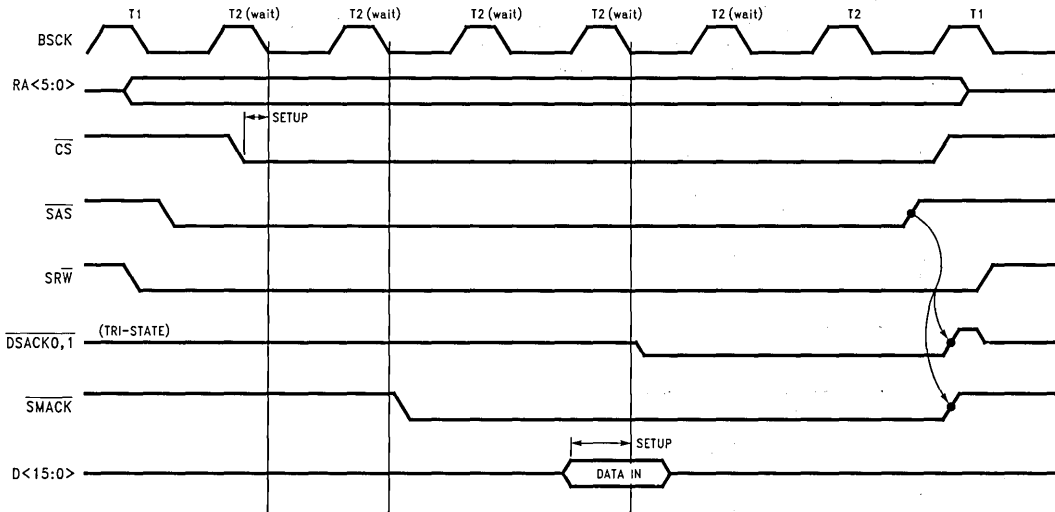 T1 T2 (wait) T2 (wait) T2 (wait) T2 (wait) T2 (wait) T2 T1
BSCK
RA<5:0>
SETUP
CS
SAS
SRW
(TRI-STATE)
DSACK0,1
SMACK
SETUP
D<15:0> DATA IN